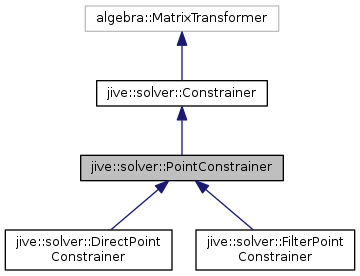 algebra::MatrixTransformer
jive::solver::Constrainer
jive::solver::PointConstrainer
jive::solver::DirectPoint
Constrainer
jive::solver::FilterPoint
Constrainer